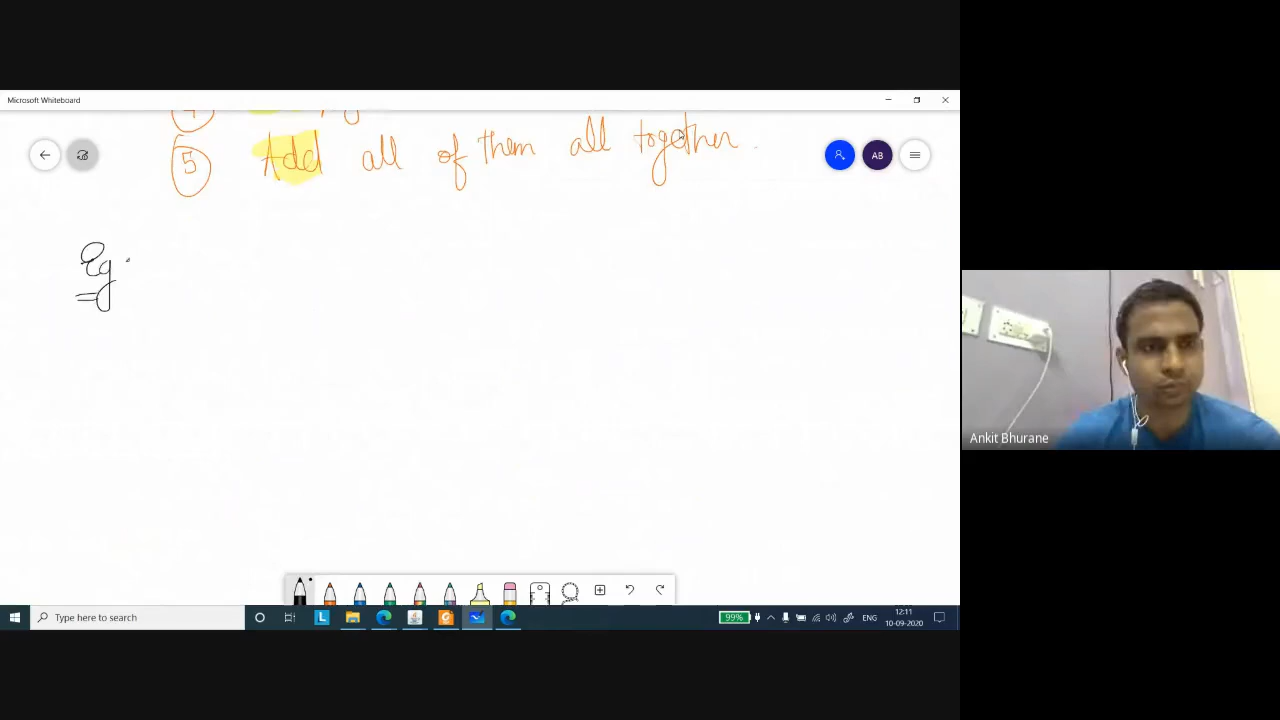 Microsoft Whiteboard
5 Add all of them all together.
AB
Eg
Ankit Bhurane
Type here to search
L
99%
ENG
12:11
10-09-2020